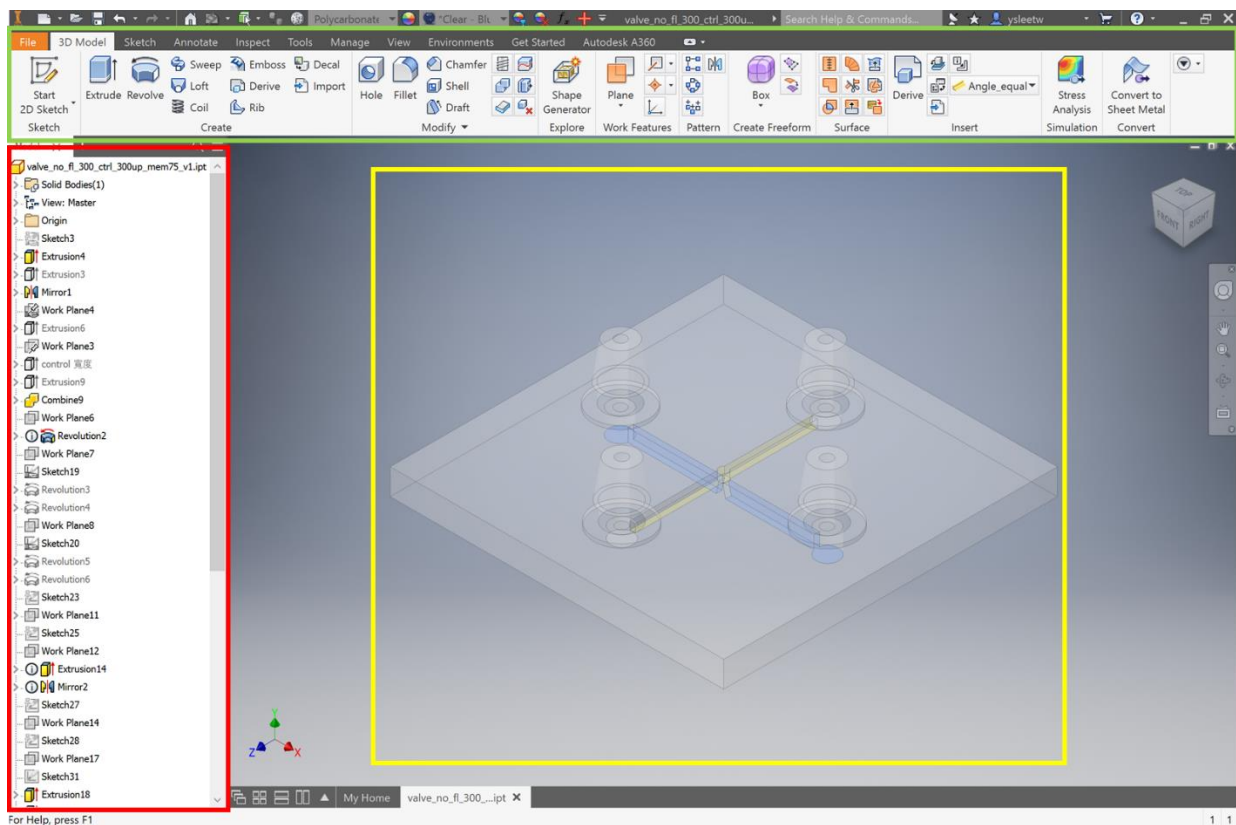 Polycarbonate
*Clear - Blu
valve_no_fl_300_ctrl_300u...
Search Help & Commands...
ysleetw
File 3D Model Sketch Annotate Inspect Tools Manage View Environments Get Started Autodesk A360
Start
2D Sketch
Extrude
Revolve
Sweep
Emboss
Decal
Loft
Derive
Import
Coil
Rib
Hole
Fillet
Chamfer
Shell
Draft
Shape
Generator
Plane
Box
Derive
Angle_equal
Stress
Analysis
Convert to
Sheet Metal
Sketch Create Modify Explore Work Features Pattern Create Freeform Surface Insert Simulation Convert
valve_no_fl_300_ctrl_300up_mem75_v1.ipt
Solid Bodies(1)
View: Master
Origin
Sketch3
Extrusion4
Extrusion3
Mirror1
Work Plane4
Extrusion6
Work Plane3
control 寬度
Extrusion9
Combine9
Work Plane6
Revolution2
Work Plane7
Sketch19
Revolution3
Revolution4
Work Plane8
Sketch20
Revolution5
Revolution6
Sketch23
Work Plane11
Sketch25
Work Plane12
Extrusion14
Mirror2
Sketch27
Work Plane14
Sketch28
Work Plane17
Sketch31
Extrusion18
TOP
FRONT
RIGHT
Y
Z
X
My Home
valve_no_fl_300_...ipt
For Help, press F1
1 1